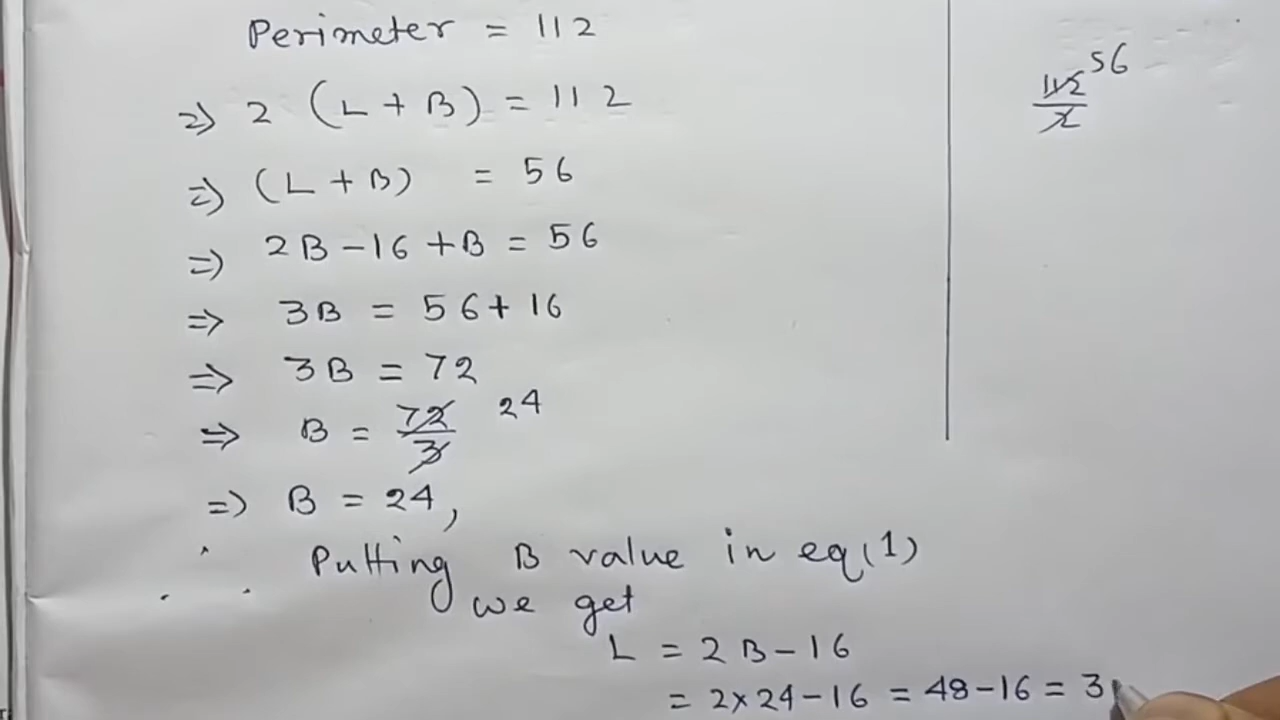 Perimeter = 112
=> 2 (L + B) = 112
=> (L + B) = 56
=> 2B - 16 + B = 56
=> 3B = 56 + 16
=> 3B = 72
=> B = 72/3 24
=> B = 24,
∴ Putting B value in eq(1)
we get
L = 2B - 16
= 2 × 24 - 16 = 48 - 16 = 3
112/2 56